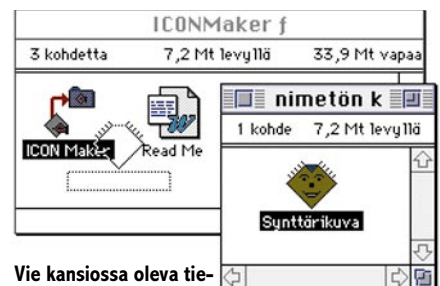 ICONMaker ƒ
3 kohdetta 7,2 Mt levyllä 33,9 Mt vapaa
ICON Maker Read Me
nimetön k
1 kohde 7,2 Mt levyllä
Synttärikuva
Vie kansiossa oleva tie-